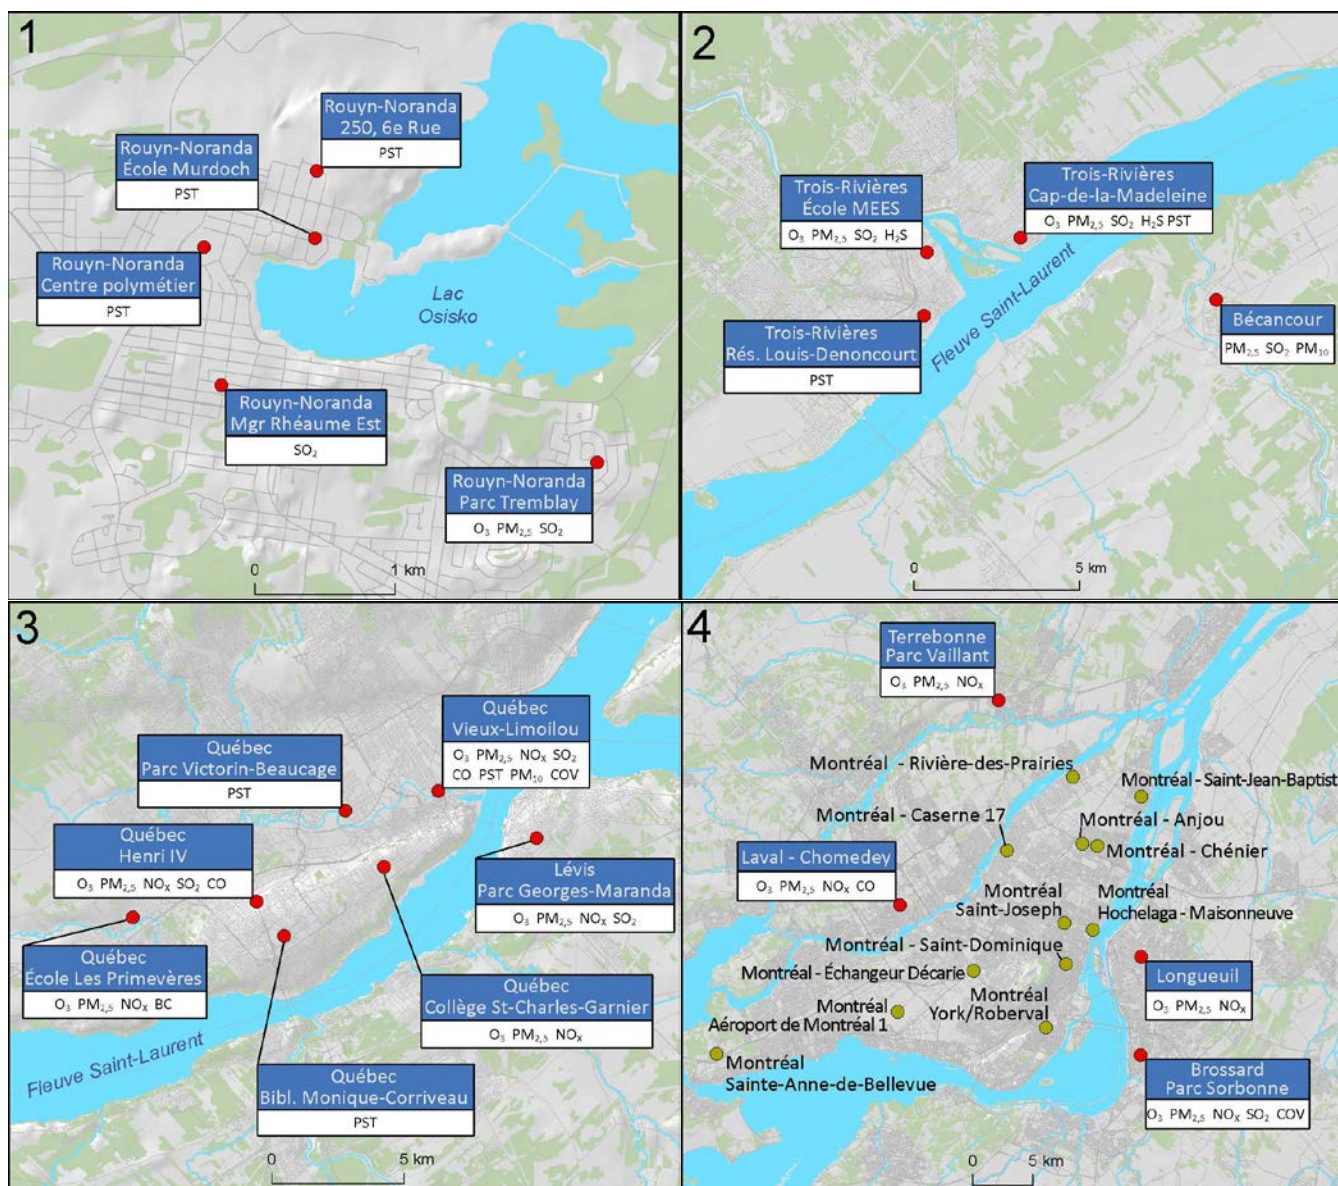 1
Rouyn-Noranda
250, 6e Rue
PST
Rouyn-Noranda
École Murdoch
PST
Rouyn-Noranda
Centre polymétier
PST
Lac
Osisko
Rouyn-Noranda
Mgr Rhéaume Est
SO₂
Rouyn-Noranda
Parc Tremblay
O₃ PM₂,₅ SO₂
0 1 km
2
Trois-Rivières
École MEES
O₃ PM₂,₅ SO₂ H₂S
Trois-Rivières
Cap-de-la-Madeleine
O₃ PM₂,₅ SO₂ H₂S PST
Trois-Rivières
Rés. Louis-Denoncourt
PST
Fleuve Saint-Laurent
Bécancour
PM₂,₅ SO₂ PM₁₀
0 5 km
3
Québec
Vieux-Limoilou
O₃ PM₂,₅ NOₓ SO₂
CO PST PM₁₀ COV
Québec
Parc Victorin-Beaucage
PST
Québec
Henri IV
O₃ PM₂,₅ NOₓ SO₂ CO
Lévis
Parc Georges-Maranda
O₃ PM₂,₅ NOₓ SO₂
Québec
École Les Primevères
O₃ PM₂,₅ NOₓ BC
Québec
Collège St-Charles-Garnier
O₃ PM₂,₅ NOₓ
Fleuve Saint-Laurent
Québec
Bibl. Monique-Corriveau
PST
0 5 km
4
Terrebonne
Parc Vaillant
O₃ PM₂,₅ NOₓ
Montréal - Rivière-des-Prairies
Montréal - Saint-Jean-Baptist
Montréal - Caserne 17
Montréal - Anjou
Montréal - Chénier
Laval - Chomedey
O₃ PM₂,₅ NOₓ CO
Montréal
Saint-Joseph
Montréal
Hochelaga - Maisonneuve
Montréal - Saint-Dominique
Montréal - Échangeur Décarie
Longueuil
O₃ PM₂,₅ NOₓ
Montréal
Aéroport de Montréal 1
Montréal
York/Roberval
Montréal
Sainte-Anne-de-Bellevue
Brossard
Parc Sorbonne
O₃ PM₂,₅ NOₓ SO₂ COV
0 5 km